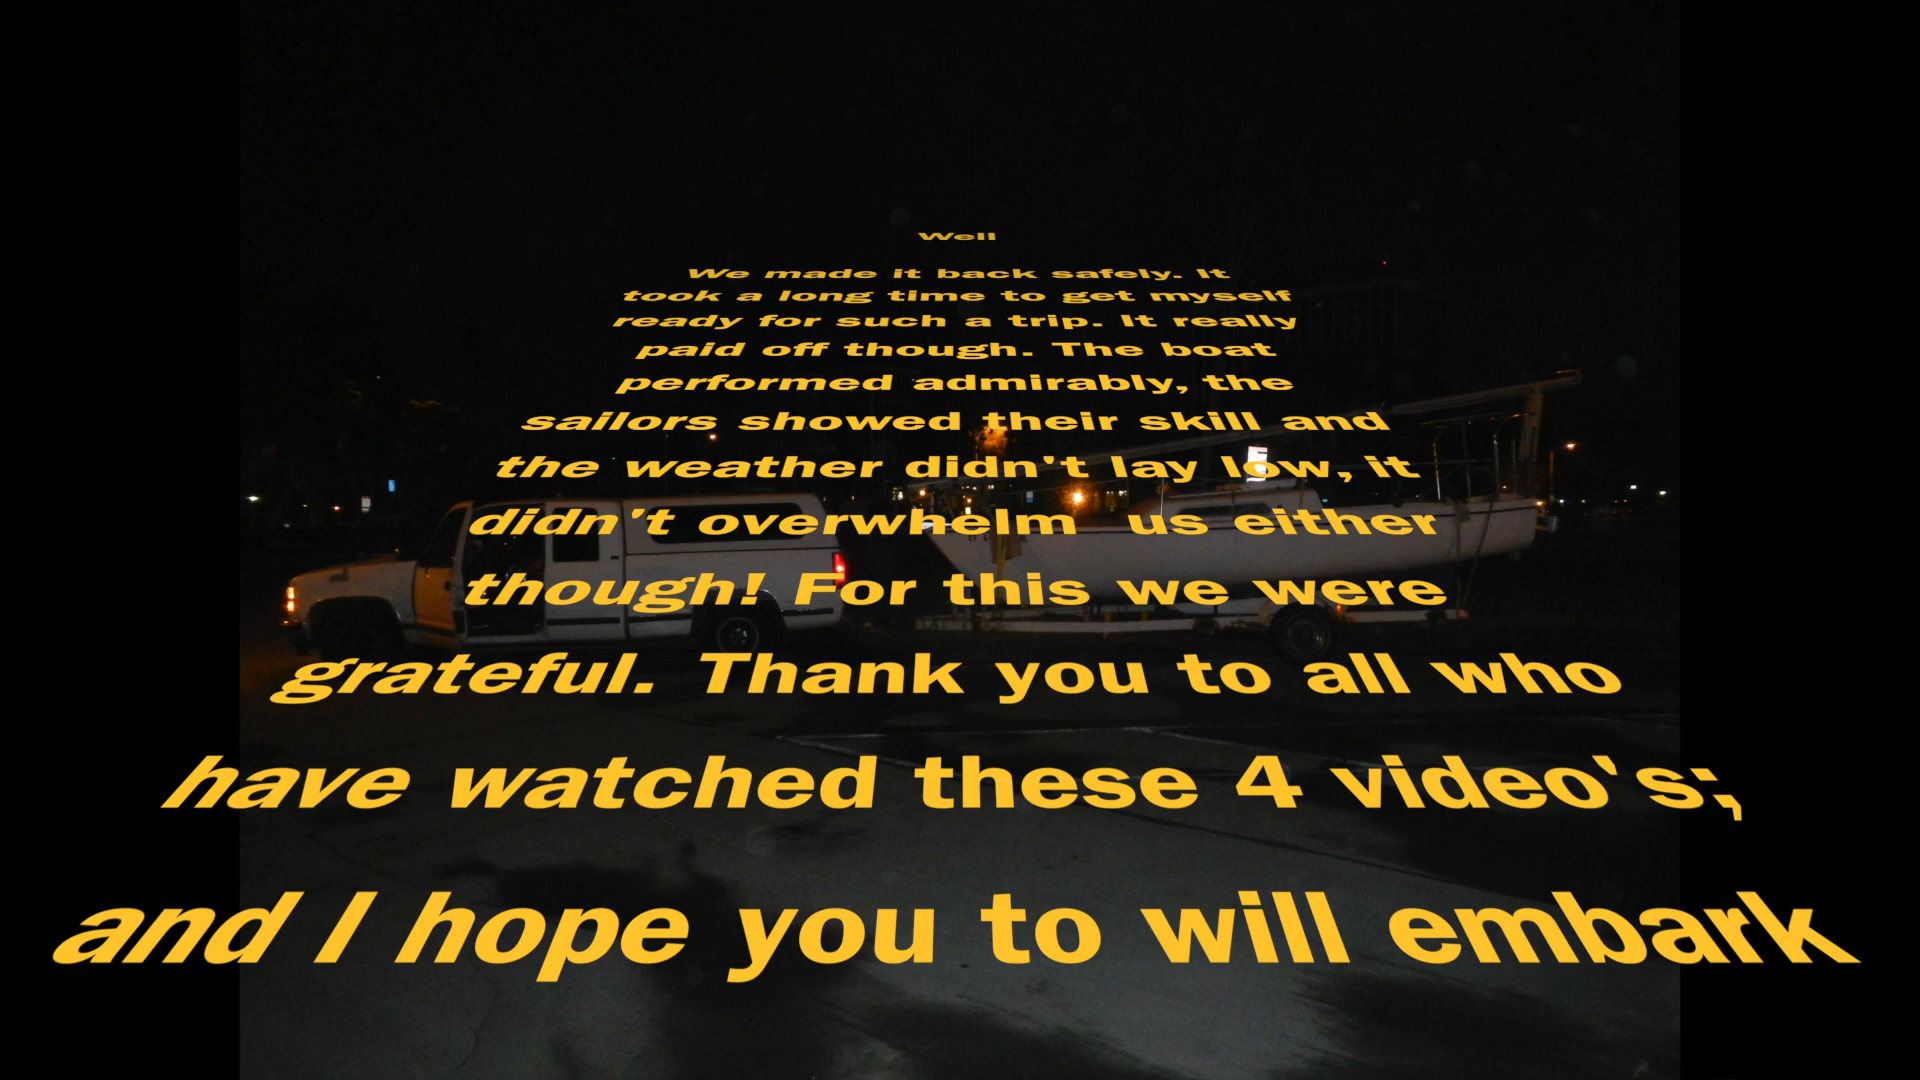 Well
We made it back safely. It
took a long time to get myself
ready for such a trip. It really
paid off though. The boat
performed admirably, the
sailors showed their skill and
the weather didn't lay low, it
didn't overwhelm us either
though! For this we were
grateful. Thank you to all who
have watched these 4 video's;
and I hope you to will embark